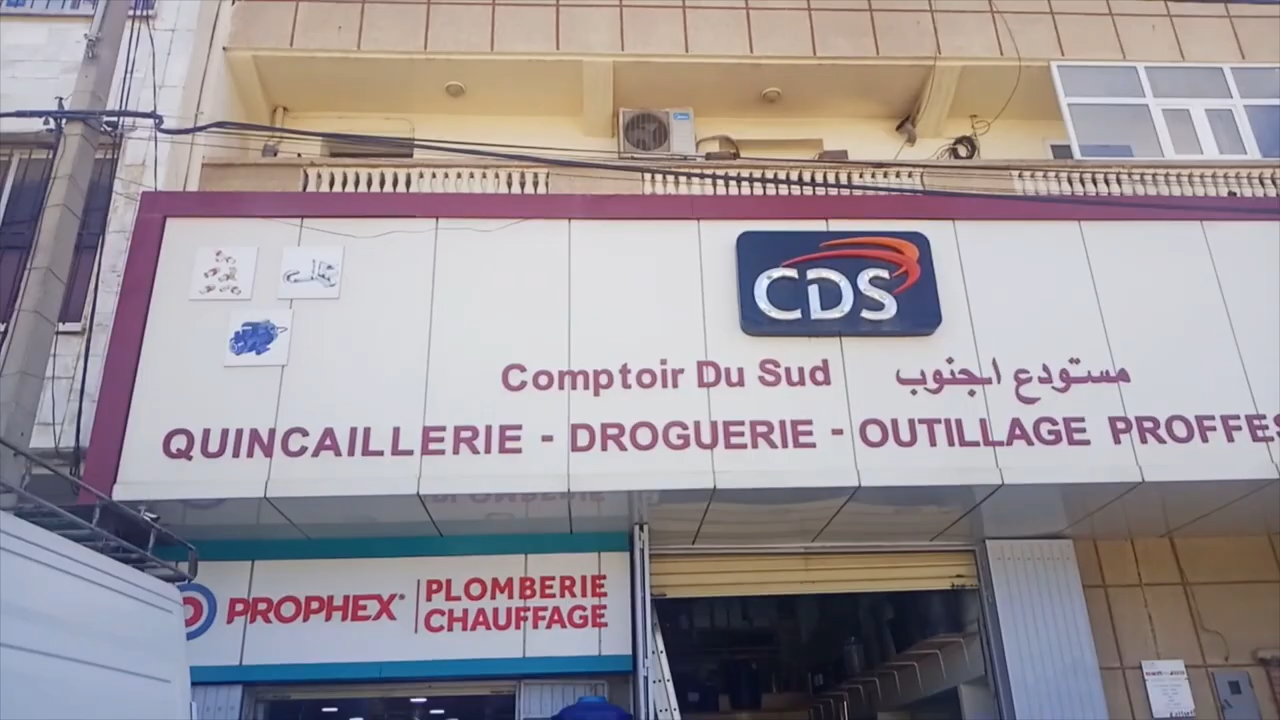 CDS
Comptoir Du Sud مستودع اجنوب
QUINCAILLERIE - DROGUERIE - OUTILLAGE PROFFES
PROPHEX
PLOMBERIE
CHAUFFAGE